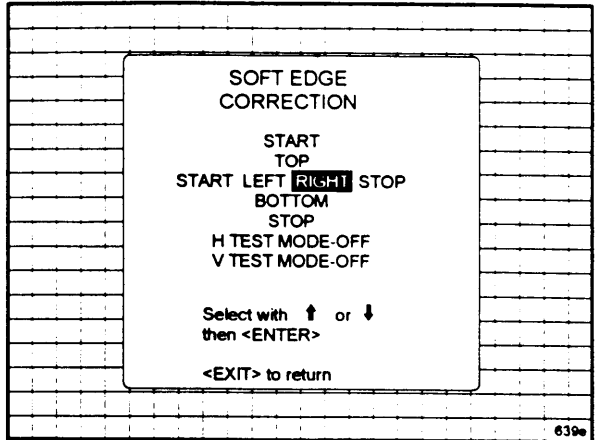 SOFT EDGE
CORRECTION
START
TOP
START LEFT RIGHT STOP
BOTTOM
STOP
H TEST MODE-OFF
V TEST MODE-OFF
Select with ⬆ or ⬇
then <ENTER>
<EXIT> to return
639e